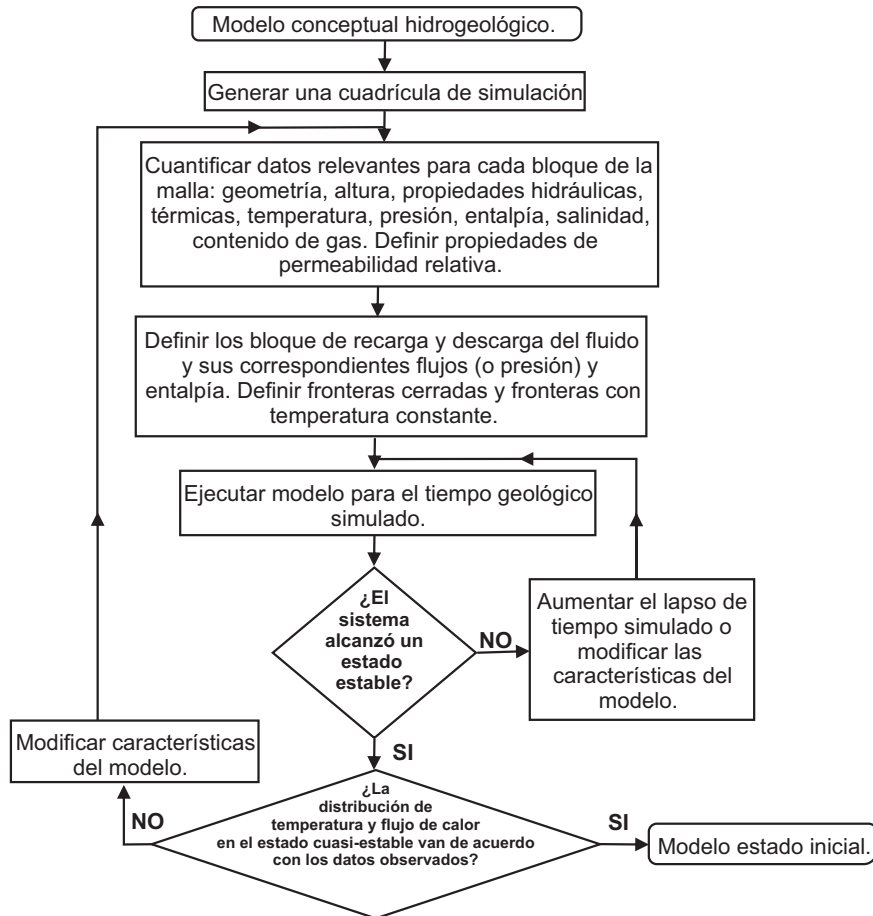 Modelo conceptual hidrogeológico.
Generar una cuadrícula de simulación
Cuantificar datos relevantes para cada bloque de la
malla: geometría, altura, propiedades hidráulicas,
térmicas, temperatura, presión, entalpía, salinidad,
contenido de gas. Definir propiedades de
permeabilidad relativa.
Definir los bloque de recarga y descarga del fluido
y sus correspondientes flujos (o presión) y
entalpía. Definir fronteras cerradas y fronteras con
temperatura constante.
Ejecutar modelo para el tiempo geológico
simulado.
¿El
sistema
alcanzó un
estado
estable?
NO
Aumentar el lapso de
tiempo simulado o
modificar las
características del
modelo.
SI
¿La
distribución de
temperatura y flujo de calor
en el estado cuasi-estable van de acuerdo
con los datos observados?
NO
Modificar características
del modelo.
SI
Modelo estado inicial.